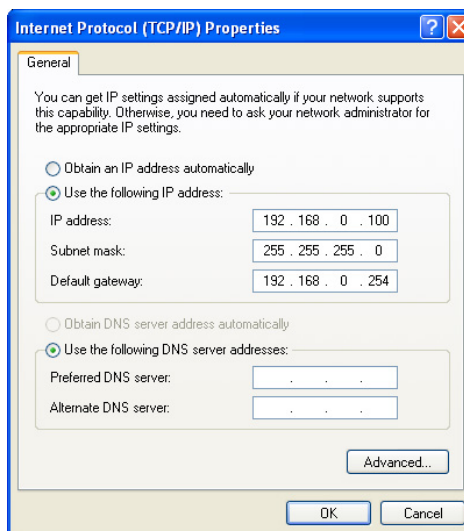 Internet Protocol (TCP/IP) Properties
General
You can get IP settings assigned automatically if your network supports
this capability. Otherwise, you need to ask your network administrator for
the appropriate IP settings.
Obtain an IP address automatically
Use the following IP address:
IP address: 192 . 168 . 0 . 100
Subnet mask: 255 . 255 . 255 . 0
Default gateway: 192 . 168 . 0 . 254
Obtain DNS server address automatically
Use the following DNS server addresses:
Preferred DNS server: . . .
Alternate DNS server: . . .
Advanced...
OK Cancel